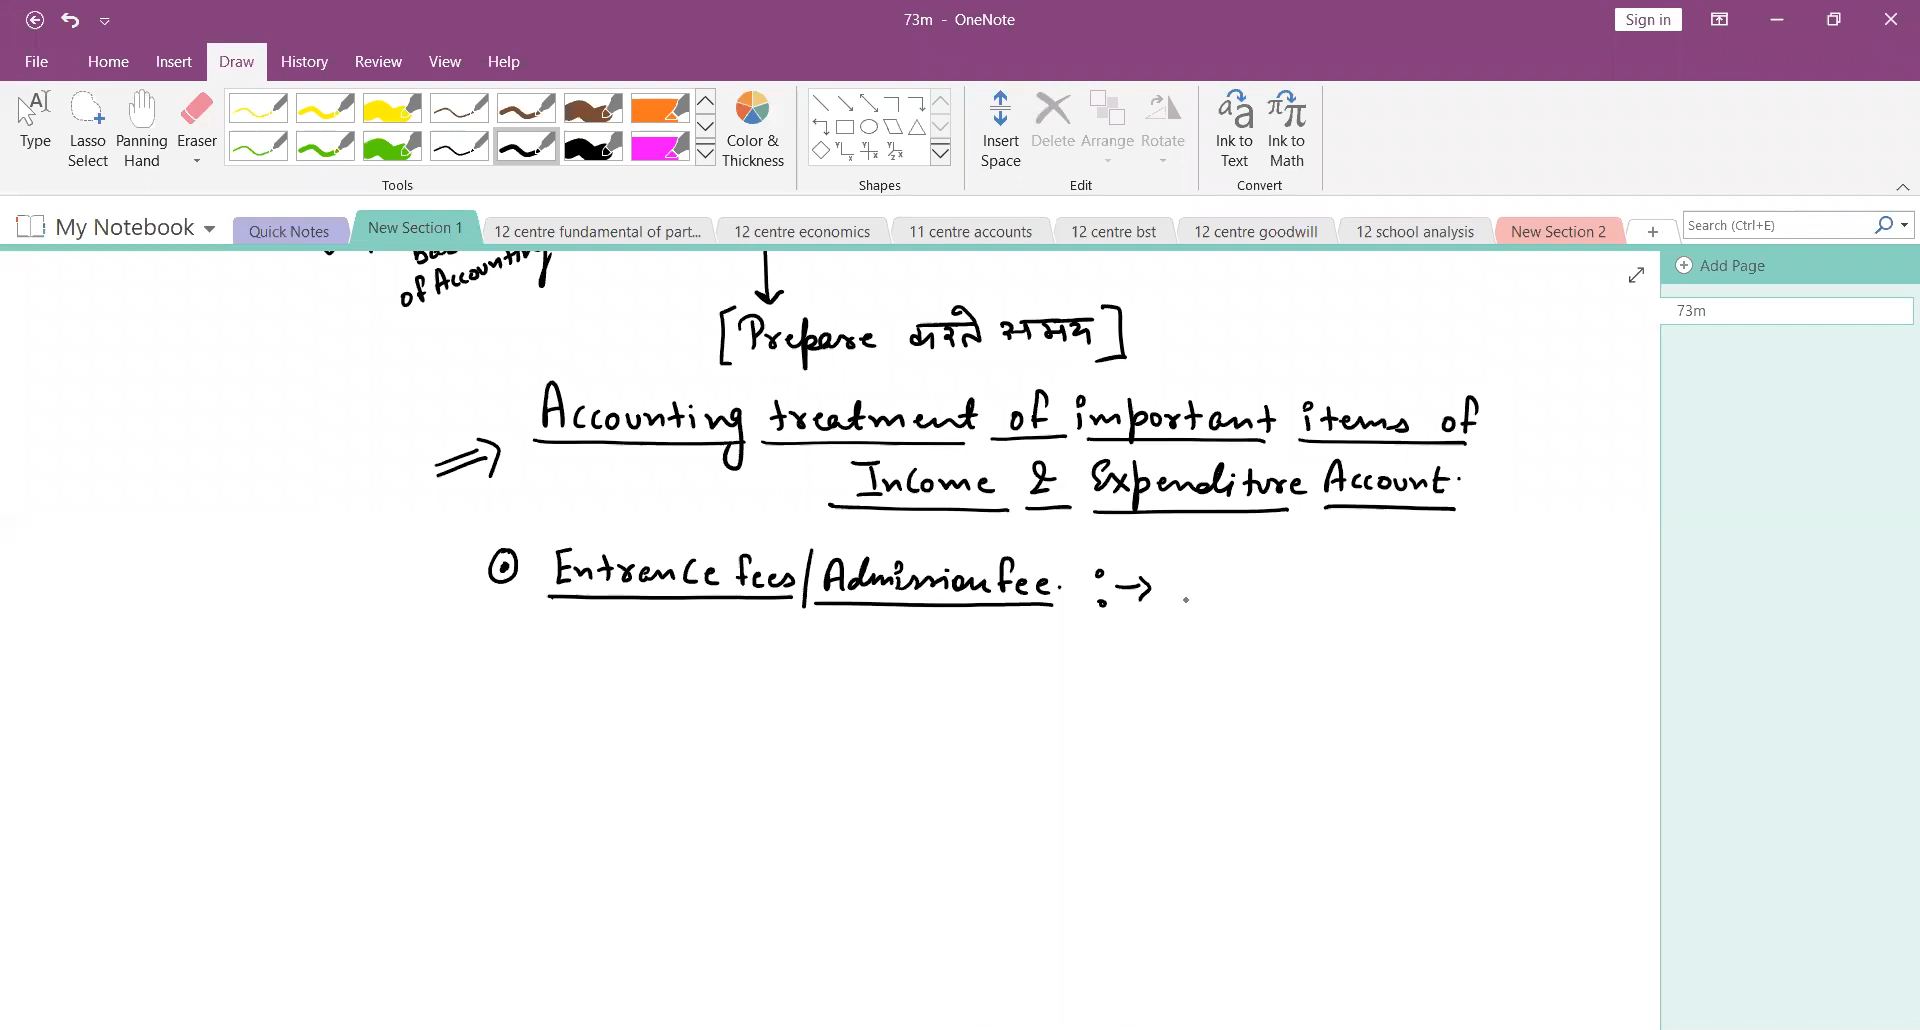 73m - OneNote
Sign in
File Home Insert Draw History Review View Help
Type
Lasso Select
Panning Hand
Eraser
Color & Thickness
Insert Space
Delete
Arrange
Rotate
Ink to Text
Ink to Math
Tools
Shapes
Edit
Convert
My Notebook
Quick Notes
New Section 1
12 centre fundamental of part...
12 centre economics
11 centre accounts
12 centre bst
12 centre goodwill
12 school analysis
New Section 2
Search (Ctrl+E)
Add Page
73m
of Accounting
[Prepare करते समय]
⇒ Accounting treatment of important items of
Income & Expenditure Account.
Entrance fees/Admission fee. :→